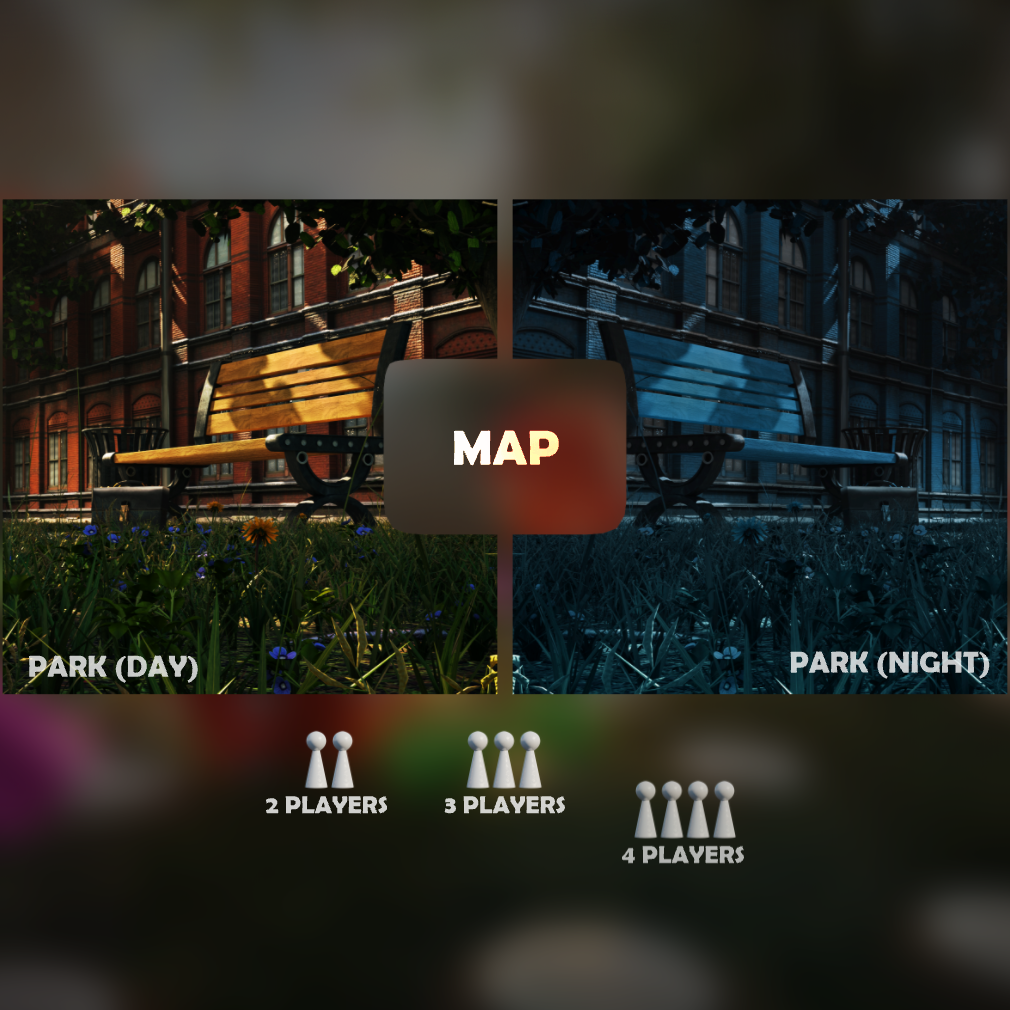 MAP
PARK (DAY)
PARK (NIGHT)
2 PLAYERS
3 PLAYERS
4 PLAYERS